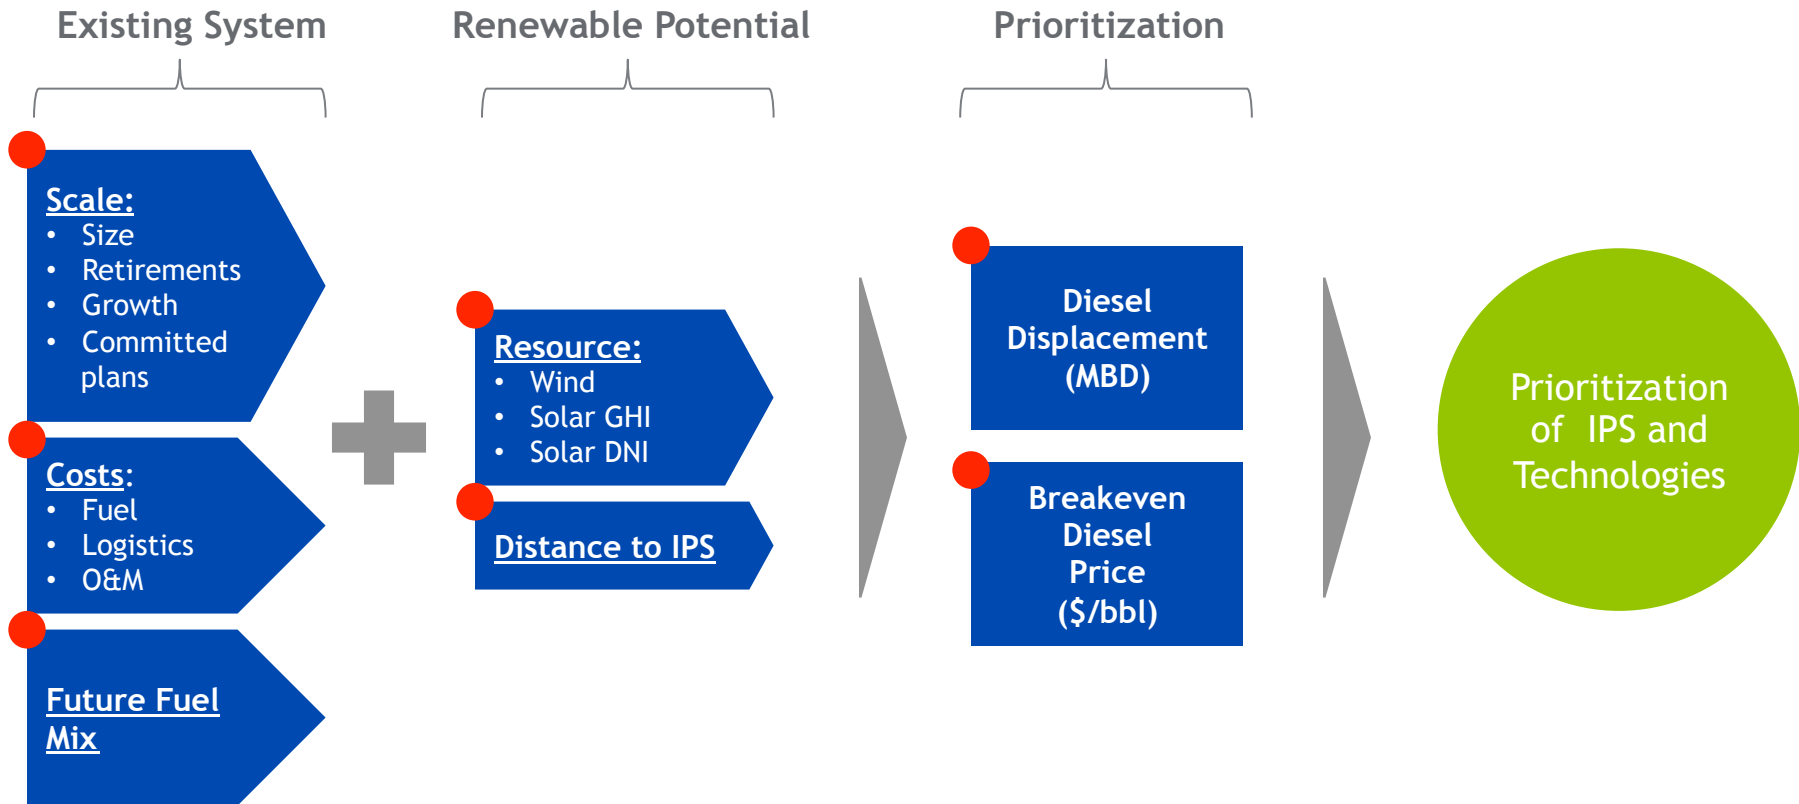 Existing System
Renewable Potential
Prioritization
Scale:
• Size
• Retirements
• Growth
• Committed
plans
Costs:
• Fuel
• Logistics
• O&M
Future Fuel
Mix
Resource:
• Wind
• Solar GHI
• Solar DNI
Distance to IPS
Diesel
Displacement
(MBD)
Breakeven
Diesel
Price
($/bbl)
Prioritization
of IPS and
Technologies